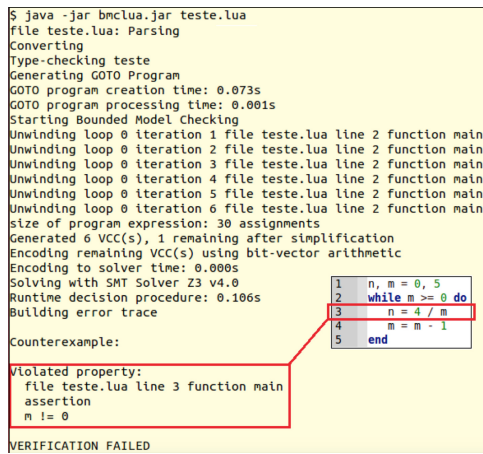 $ java -jar bmclua.jar teste.lua
file teste.lua: Parsing
Converting
Type-checking teste
Generating GOTO Program
GOTO program creation time: 0.073s
GOTO program processing time: 0.001s
Starting Bounded Model Checking
Unwinding loop 0 iteration 1 file teste.lua line 2 function main
Unwinding loop 0 iteration 2 file teste.lua line 2 function main
Unwinding loop 0 iteration 3 file teste.lua line 2 function main
Unwinding loop 0 iteration 4 file teste.lua line 2 function main
Unwinding loop 0 iteration 5 file teste.lua line 2 function main
Unwinding loop 0 iteration 6 file teste.lua line 2 function main
size of program expression: 30 assignments
Generated 6 VCC(s), 1 remaining after simplification
Encoding remaining VCC(s) using bit-vector arithmetic
Encoding to solver time: 0.000s
Solving with SMT Solver Z3 v4.0
Runtime decision procedure: 0.106s
Building error trace
1 n, m = 0, 5
2 while m >= 0 do
3 n = 4 / m
4 m = m - 1
5 end
Counterexample:
Violated property:
file teste.lua line 3 function main
assertion
m != 0
VERIFICATION FAILED